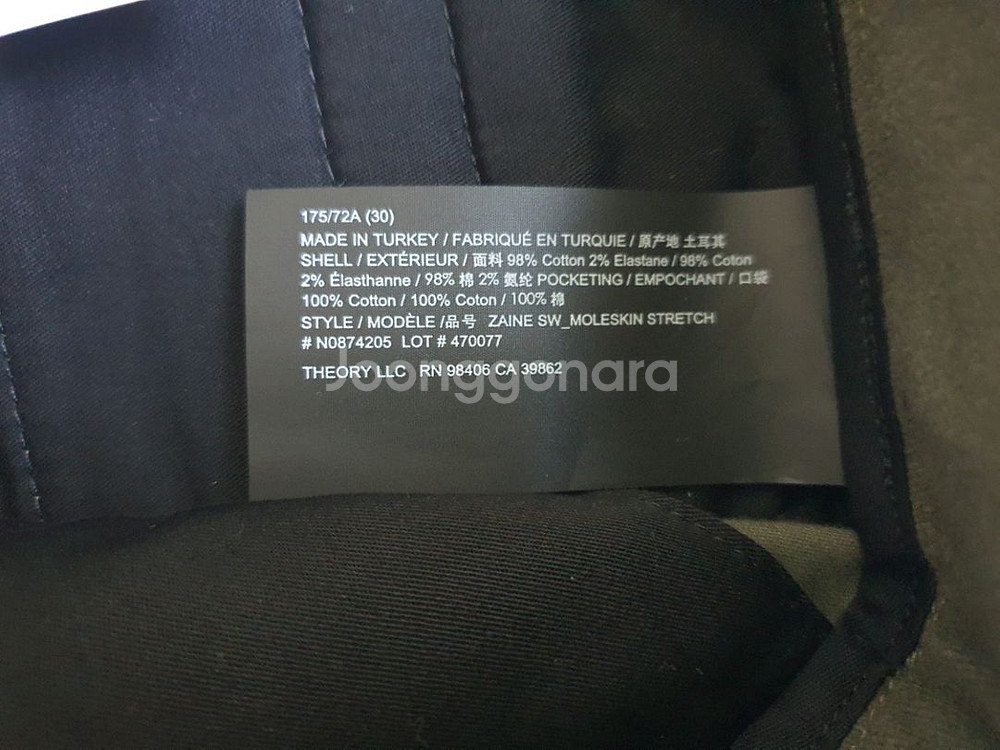 175/72A (30)
MADE IN TURKEY / FABRIQUÉ EN TURQUIE / 原产地 土耳其
SHELL / EXTÉRIEUR / 面料 98% Cotton 2% Elastane / 98% Coton
2% Élasthanne / 98% 棉 2% 氨纶 POCKETING / EMPOCHANT / 口袋
100% Cotton / 100% Coton / 100% 棉
STYLE / MODÈLE /品号 ZAINE SW_MOLESKIN STRETCH
# N0874205 LOT # 470077
THEORY LLC RN 98406 CA 39862
Joonggonara